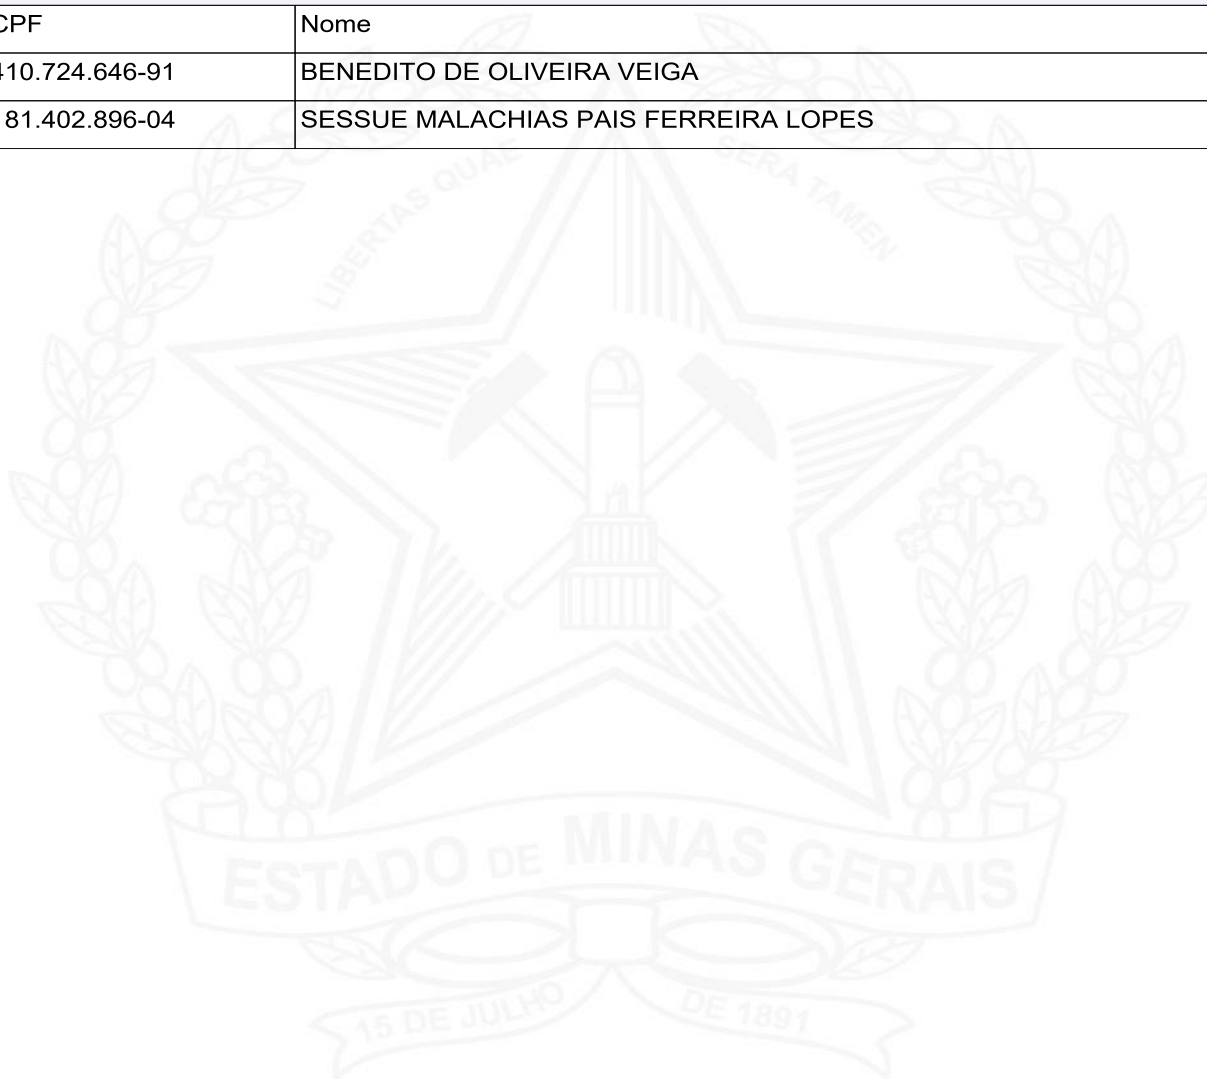 CPF Nome
410.724.646-91 BENEDITO DE OLIVEIRA VEIGA
81.402.896-04 SESSUE MALACHIAS PAIS FERREIRA LOPES
LIBERTAS QUAE SERA TAMEN
ESTADO DE MINAS GERAIS
15 DE JULHO DE 1891